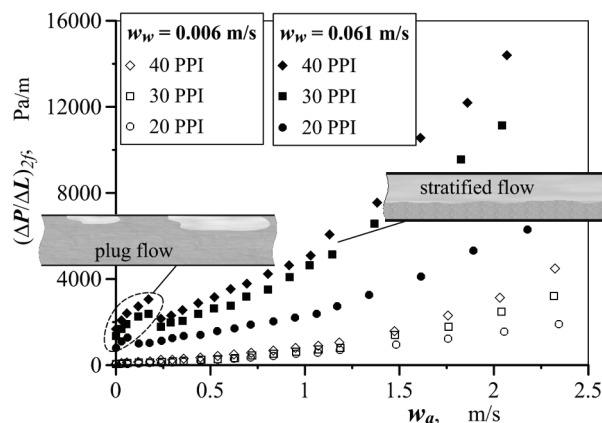 16000
12000
8000
4000
0
(ΔP/ΔL)2f, Pa/m
w_w = 0.006 m/s
40 PPI
30 PPI
20 PPI
w_w = 0.061 m/s
40 PPI
30 PPI
20 PPI
stratified flow
plug flow
0 0.5 1 1.5 2 2.5
w_a, m/s